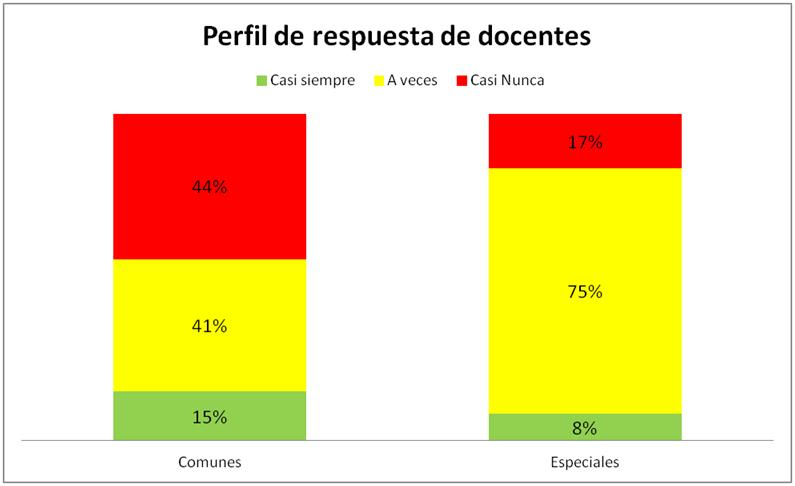 Perfil de respuesta de docentes
Casi siempre A veces Casi Nunca
44%
41%
15%
17%
75%
8%
Comunes Especiales